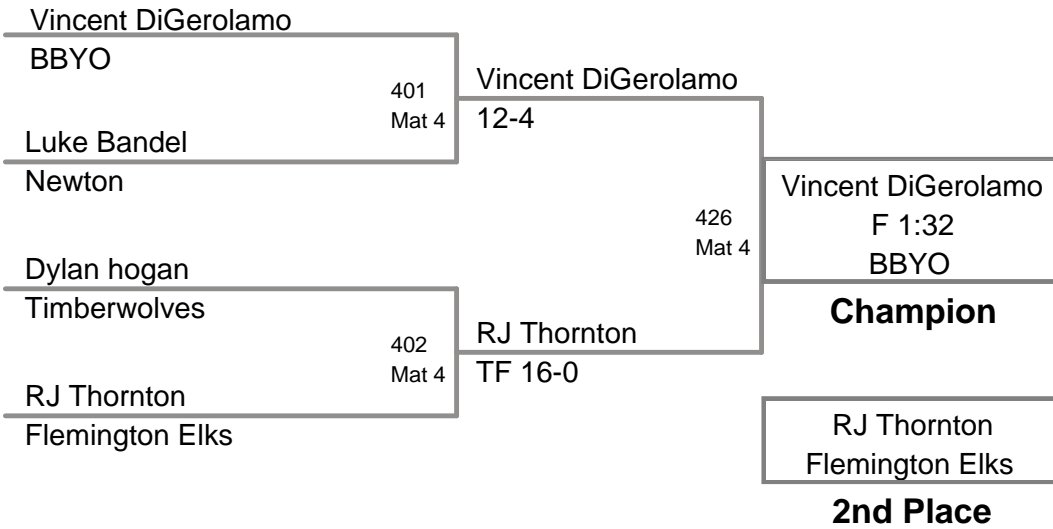 Vincent DiGerolamo
BBYO
401
Mat 4
Luke Bandel
Newton
Vincent DiGerolamo
12-4
Dylan hogan
Timberwolves
402
Mat 4
RJ Thornton
Flemington Elks
RJ Thornton
TF 16-0
426
Mat 4
Vincent DiGerolamo
F 1:32
BBYO
Champion
RJ Thornton
Flemington Elks
2nd Place